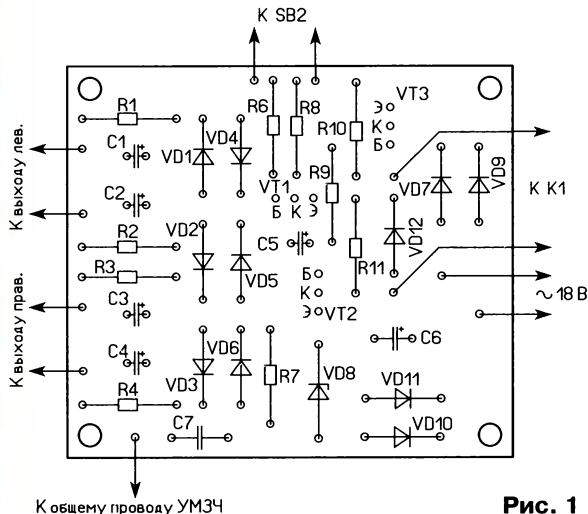 К SB2
R1
R6
R8
VT3
Э
К
Б
R10
C1
VD1
VD4
К выходу лев.
C2
VT1
Б К Э
R9
VD7
VD9
К К1
R2
VD2
C5
R11
VD12
R3
VD5
Б
К
Э VT2
~18 В
К выходу прав.
C3
C4
VD3
VD6
R7
VD8
C6
VD11
R4
C7
VD10
К общему проводу УМЗЧ
Рис. 1